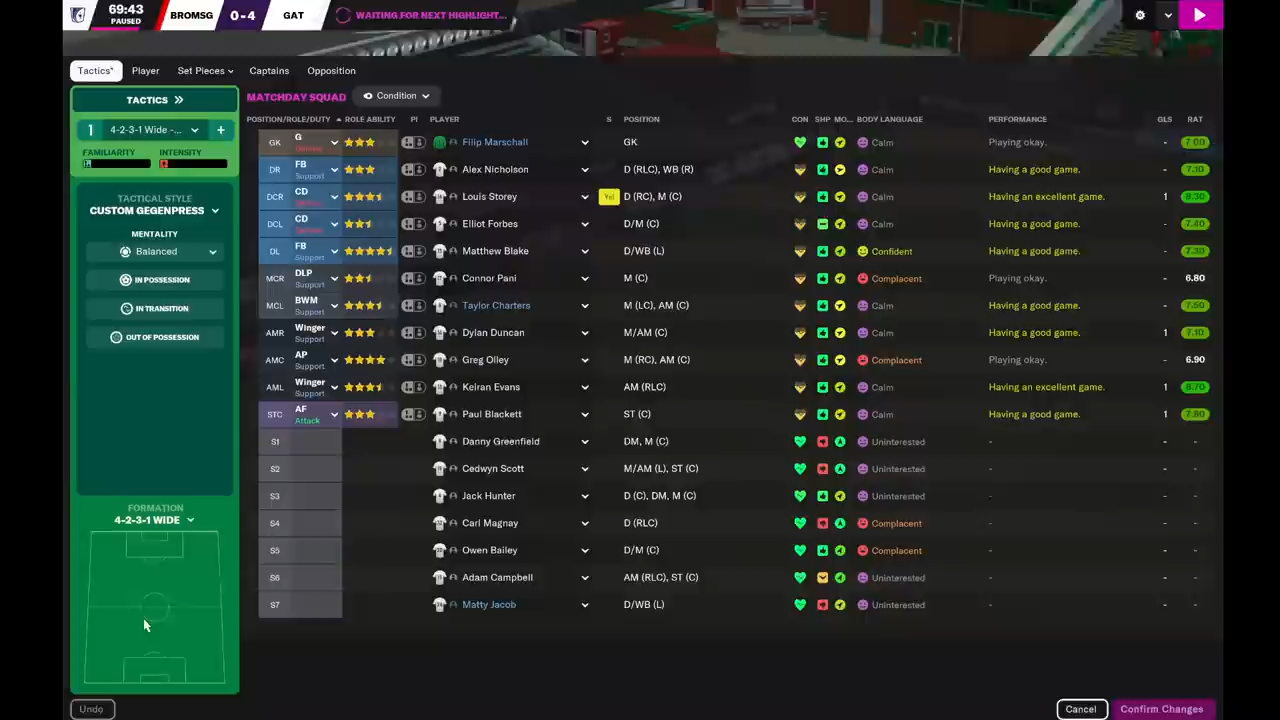 69:43
PAUSED
BROMSG 0-4 GAT
WAITING FOR NEXT HIGHLIGHT...
Tactics* Player Set Pieces Captains Opposition
TACTICS
1 4-2-3-1 Wide -... +
FAMILIARITY INTENSITY
TACTICAL STYLE
CUSTOM GEGENPRESS
MENTALITY
Balanced
IN POSSESSION
IN TRANSITION
OUT OF POSSESSION
FORMATION
4-2-3-1 WIDE
MATCHDAY SQUAD Condition
POSITION/ROLE/DUTY ROLE ABILITY PI PLAYER S POSITION CON SHP MO... BODY LANGUAGE PERFORMANCE GLS RAT
GK G Defend Filip Marschall GK Calm Playing okay. - 7.00
DR FB Support Alex Nicholson D (RLC), WB (R) Calm Having a good game. - 7.10
DCR CD Defend Louis Storey Yel D (RC), M (C) Calm Having an excellent game. 1 8.30
DCL CD Defend Elliot Forbes D/M (C) Calm Having a good game. - 7.40
DL FB Support Matthew Blake D/WB (L) Confident Having a good game. - 7.30
MCR DLP Support Connor Pani M (C) Complacent Playing okay. - 6.80
MCL BWM Support Taylor Charters M (LC), AM (C) Calm Having a good game. - 7.50
AMR Winger Support Dylan Duncan M/AM (C) Calm Having a good game. 1 7.10
AMC AP Support Greg Olley M (RC), AM (C) Complacent Playing okay. - 6.90
AML Winger Support Keiran Evans AM (RLC) Calm Having an excellent game. 1 8.70
STC AF Attack Paul Blackett ST (C) Calm Having a good game. 1 7.80
S1 Danny Greenfield DM, M (C) Uninterested - - -
S2 Cedwyn Scott M/AM (L), ST (C) Uninterested - - -
S3 Jack Hunter D (C), DM, M (C) Uninterested - - -
S4 Carl Magnay D (RLC) Complacent - - -
S5 Owen Bailey D/M (C) Complacent - - -
S6 Adam Campbell AM (RLC), ST (C) Uninterested - - -
S7 Matty Jacob D/WB (L) Uninterested - - -
Undo Cancel Confirm Changes